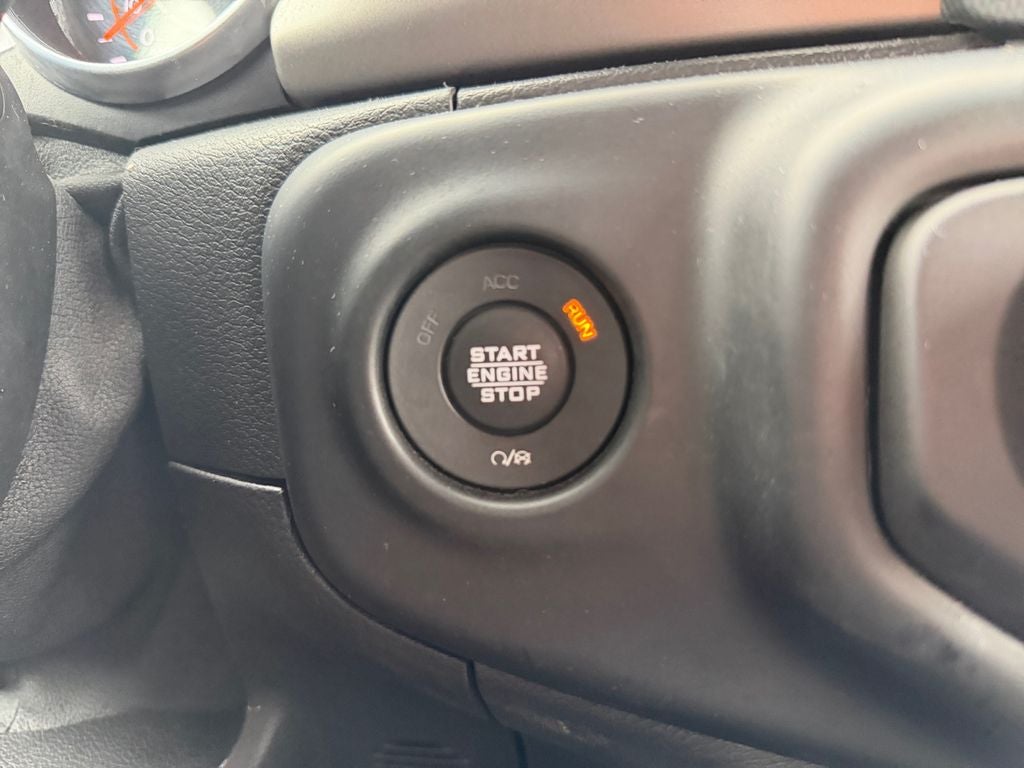 ACC
OFF
RUN
START
ENGINE
STOP